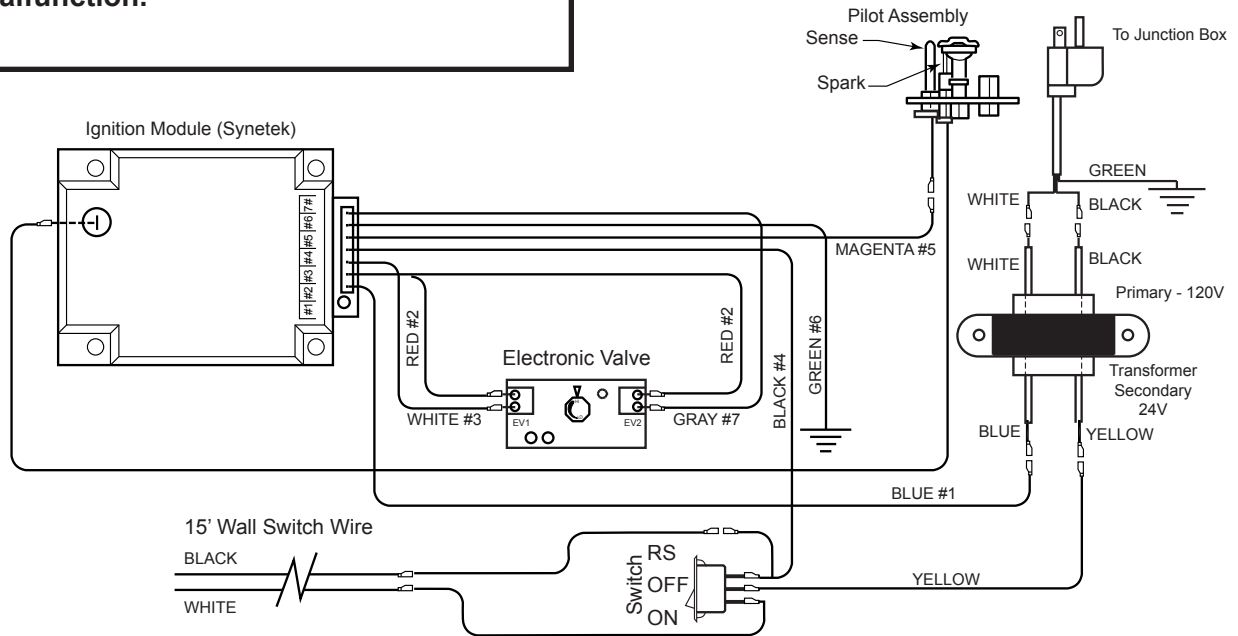 Pilot Assembly
Sense
Spark
To Junction Box
Ignition Module (Synetek)
#1 #2 #3 #4 #5 #6 7#
GREEN
WHITE
BLACK
MAGENTA #5
WHITE
BLACK
Primary - 120V
RED #2
Electronic Valve
RED #2
BLACK #4
GREEN #6
Transformer
Secondary
24V
WHITE #3
EV1
EV2
GRAY #7
BLUE
YELLOW
BLUE #1
15’ Wall Switch Wire
BLACK
WHITE
Switch
RS
OFF
ON
YELLOW